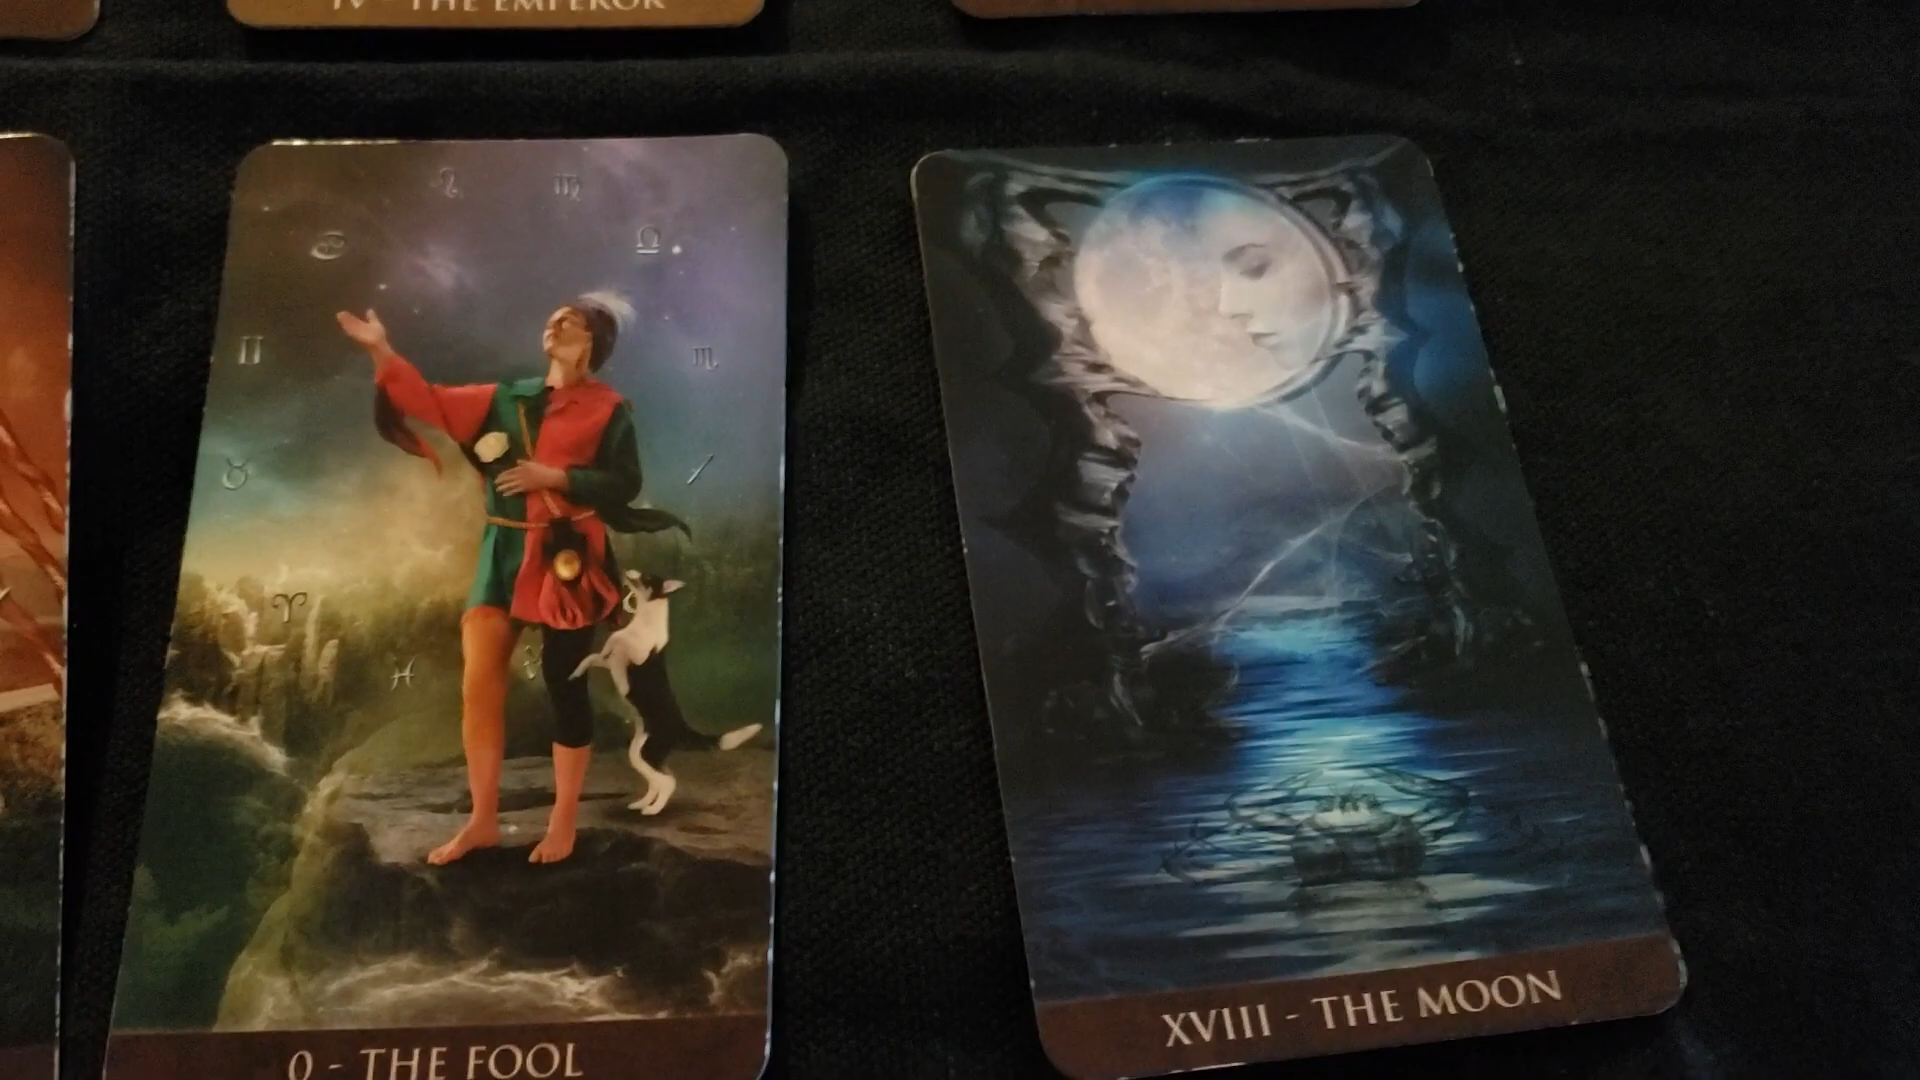 IV - THE EMPEROR
0 - THE FOOL
XVIII - THE MOON